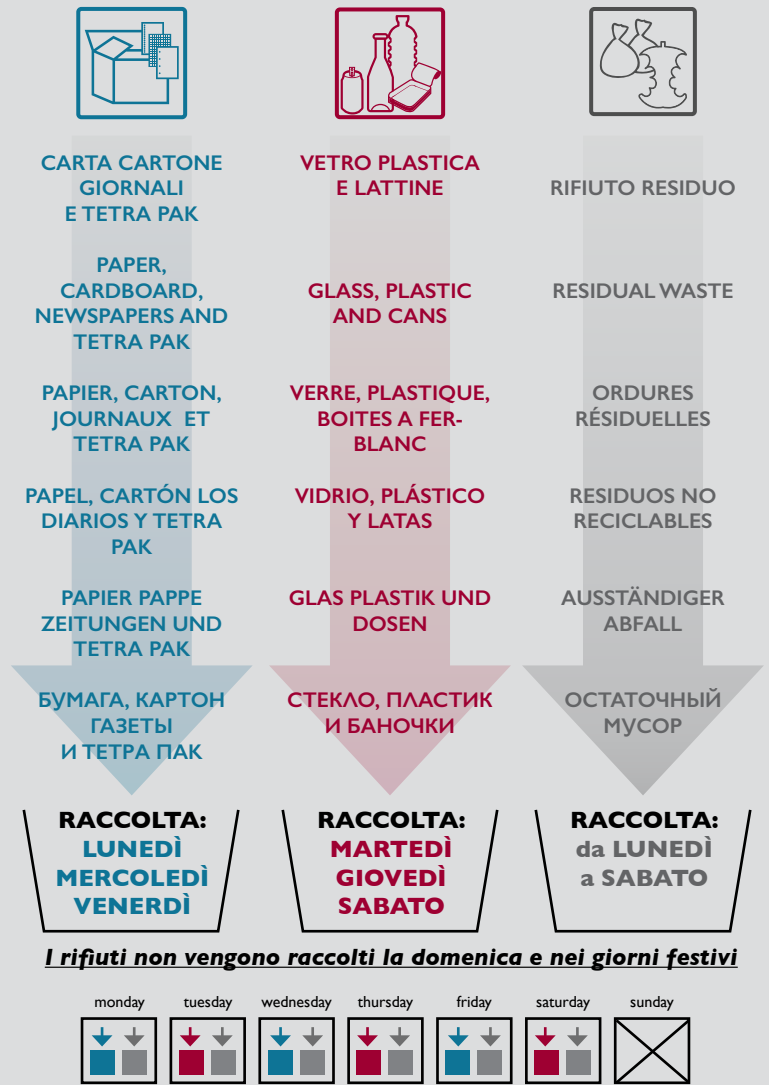 CARTA CARTONE
GIORNALI
E TETRA PAK
PAPER,
CARDBOARD,
NEWSPAPERS AND
TETRA PAK
PAPIER, CARTON,
JOURNAUX ET
TETRA PAK
PAPEL, CARTÓN LOS
DIARIOS Y TETRA
PAK
PAPIER PAPPE
ZEITUNGEN UND
TETRA PAK
БУМАГА, КАРТОН
ГАЗЕТЫ
И ТЕТРА ПАК
RACCOLTA:
LUNEDÌ
MERCOLEDÌ
VENERDÌ
VETRO PLASTICA
E LATTINE
GLASS, PLASTIC
AND CANS
VERRE, PLASTIQUE,
BOITES A FER-
BLANC
VIDRIO, PLÁSTICO
Y LATAS
GLAS PLASTIK UND
DOSEN
СТЕКЛО, ПЛАСТИК
И БАНОЧКИ
RACCOLTA:
MARTEDÌ
GIOVEDÌ
SABATO
RIFIUTO RESIDUO
RESIDUAL WASTE
ORDURES
RÉSIDUELLES
RESIDUOS NO
RECICLABLES
AUSSTÄNDIGER
ABFALL
ОСТАТОЧНЫЙ
МУСОР
RACCOLTA:
da LUNEDÌ
a SABATO
I rifiuti non vengono raccolti la domenica e nei giorni festivi
monday tuesday wednesday thursday friday saturday sunday